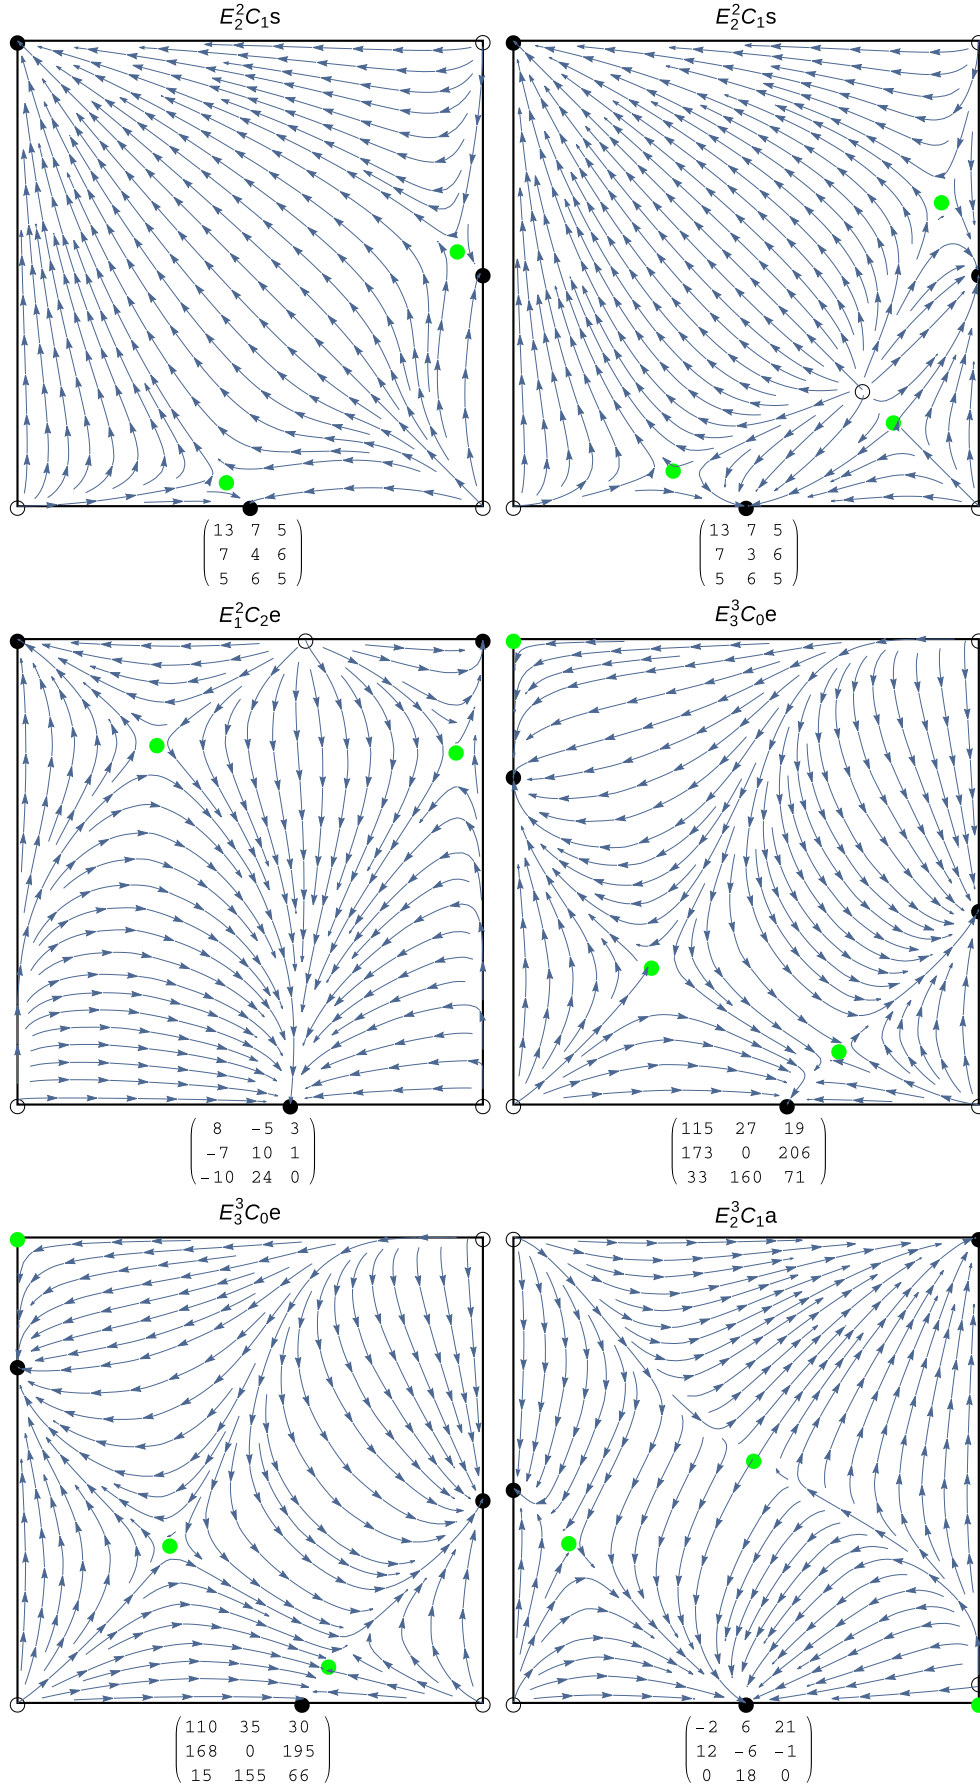 E₂²C₁s E₂²C₁s
13 7 5 13 7 5
7 4 6 7 3 6
5 6 5 5 6 5
E₁²C₂e E₃³C₀e
8 -5 3 115 27 19
-7 10 1 173 0 206
-10 24 0 33 160 71
E₃³C₀e E₂³C₁a
110 35 30 -2 6 21
168 0 195 12 -6 -1
15 155 66 0 18 0